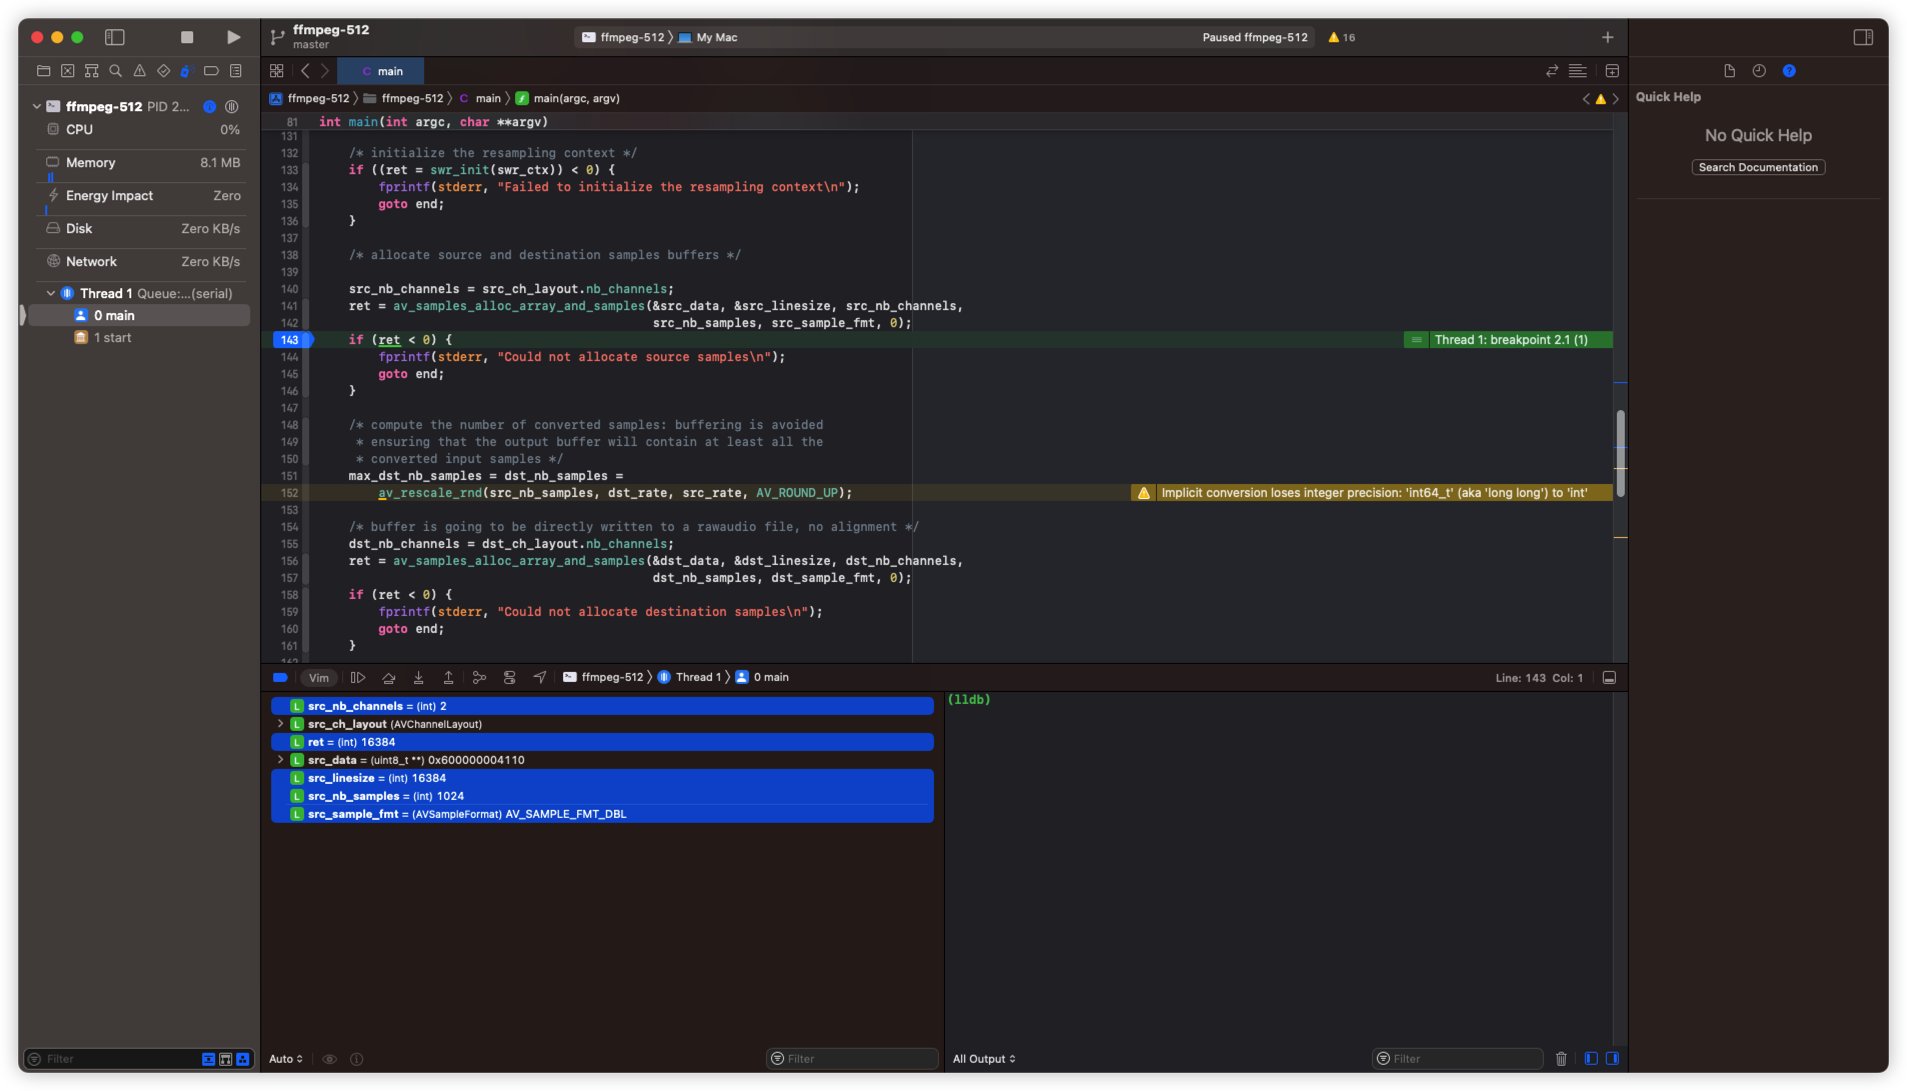 ffmpeg-512
master
ffmpeg-512 〉 My Mac
Paused ffmpeg-512
16
main
ffmpeg-512 〉 ffmpeg-512 〉 C main 〉 main(argc, argv)
Quick Help
No Quick Help
Search Documentation
ffmpeg-512 PID 2...
CPU 0%
Memory 8.1 MB
Energy Impact Zero
Disk Zero KB/s
Network Zero KB/s
Thread 1 Queue:...(serial)
0 main
1 start
Filter
81 int main(int argc, char **argv)
131
132 /* initialize the resampling context */
133 if ((ret = swr_init(swr_ctx)) < 0) {
134 fprintf(stderr, "Failed to initialize the resampling context\n");
135 goto end;
136 }
137
138 /* allocate source and destination samples buffers */
139
140 src_nb_channels = src_ch_layout.nb_channels;
141 ret = av_samples_alloc_array_and_samples(&src_data, &src_linesize, src_nb_channels,
142 src_nb_samples, src_sample_fmt, 0);
143 if (ret < 0) { Thread 1: breakpoint 2.1 (1)
144 fprintf(stderr, "Could not allocate source samples\n");
145 goto end;
146 }
147
148 /* compute the number of converted samples: buffering is avoided
149 * ensuring that the output buffer will contain at least all the
150 * converted input samples */
151 max_dst_nb_samples = dst_nb_samples =
152 av_rescale_rnd(src_nb_samples, dst_rate, src_rate, AV_ROUND_UP); Implicit conversion loses integer precision: 'int64_t' (aka 'long long') to 'int'
153
154 /* buffer is going to be directly written to a rawaudio file, no alignment */
155 dst_nb_channels = dst_ch_layout.nb_channels;
156 ret = av_samples_alloc_array_and_samples(&dst_data, &dst_linesize, dst_nb_channels,
157 dst_nb_samples, dst_sample_fmt, 0);
158 if (ret < 0) {
159 fprintf(stderr, "Could not allocate destination samples\n");
160 goto end;
161 }
162
Vim
ffmpeg-512 〉 Thread 1 〉 0 main
Line: 143 Col: 1
L src_nb_channels = (int) 2
L src_ch_layout (AVChannelLayout)
L ret = (int) 16384
L src_data = (uint8_t **) 0x600000004110
L src_linesize = (int) 16384
L src_nb_samples = (int) 1024
L src_sample_fmt = (AVSampleFormat) AV_SAMPLE_FMT_DBL
(lldb)
Auto
Filter
All Output
Filter